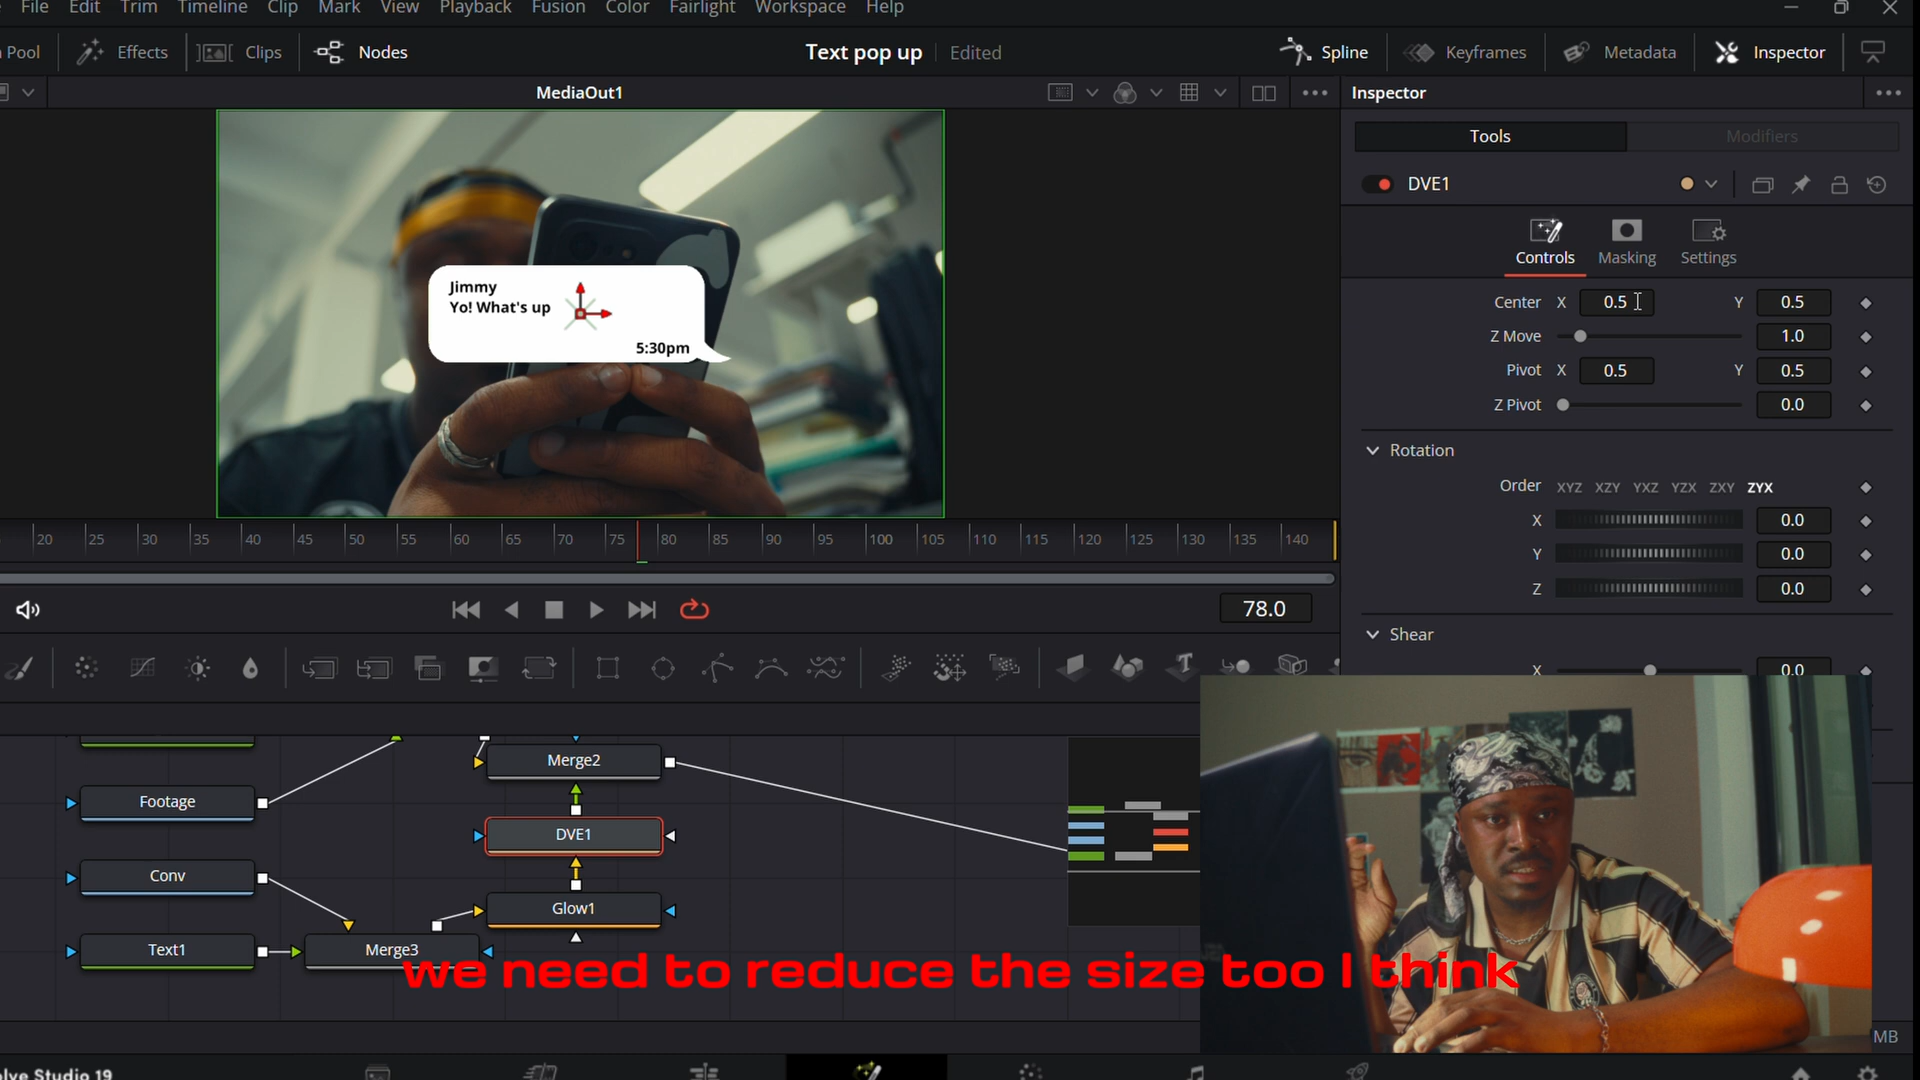 File Edit Trim Timeline Clip Mark View Playback Fusion Color Fairlight Workspace Help
Pool Effects Clips Nodes Text pop up Edited Spline Keyframes Metadata Inspector
MediaOut1
Inspector
Tools Modifiers
DVE1
Controls Masking Settings
Center X 0.5 Y 0.5
Z Move 1.0
Pivot X 0.5 Y 0.5
Z Pivot 0.0
Rotation
Order XYZ XZY YXZ YZX ZXY ZYX
X 0.0
Y 0.0
Z 0.0
Shear
X 0.0
Jimmy
Yo! What's up
5:30pm
20 25 30 35 40 45 50 55 60 65 70 75 80 85 90 95 100 105 110 115 120 125 130 135 140
78.0
Merge2
Footage
DVE1
Conv
Glow1
Text1
Merge3
we need to reduce the size too I think
MB
olve Studio 19